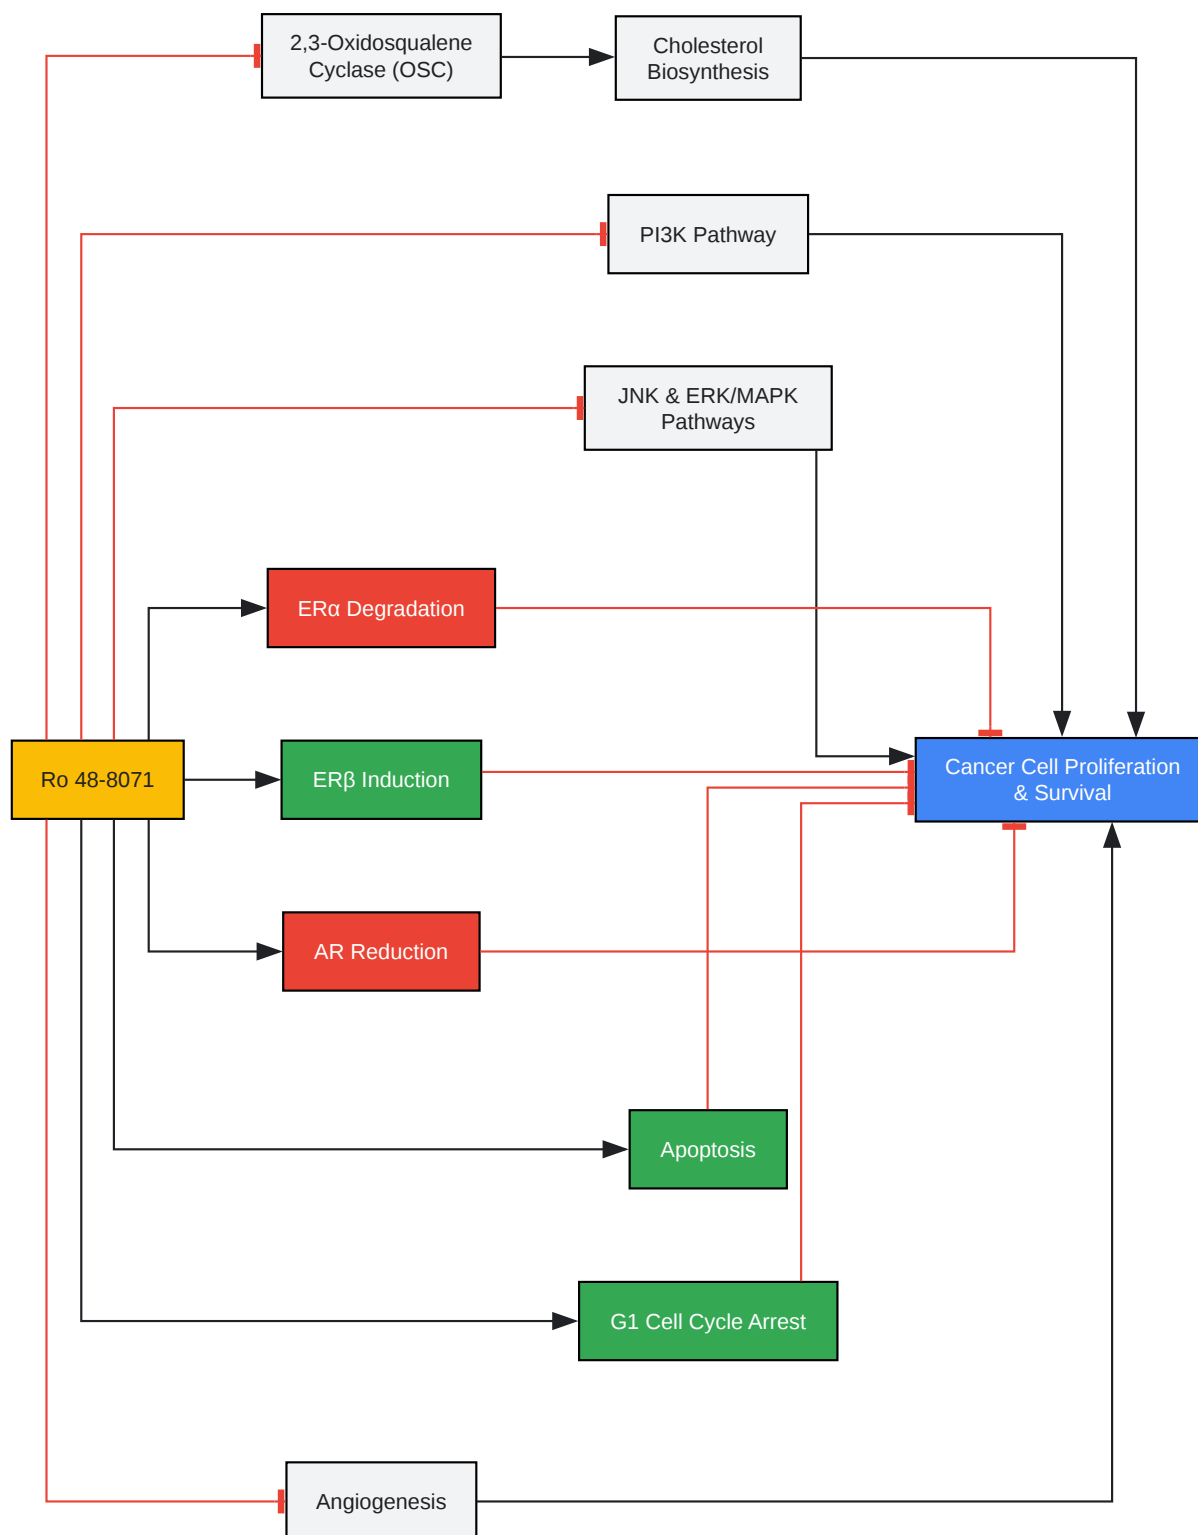 2,3-Oxidosqualene
Cyclase (OSC)
Cholesterol
Biosynthesis
PI3K Pathway
JNK & ERK/MAPK
Pathways
ERα Degradation
Ro 48-8071
ERβ Induction
Cancer Cell Proliferation
& Survival
AR Reduction
Apoptosis
G1 Cell Cycle Arrest
Angiogenesis